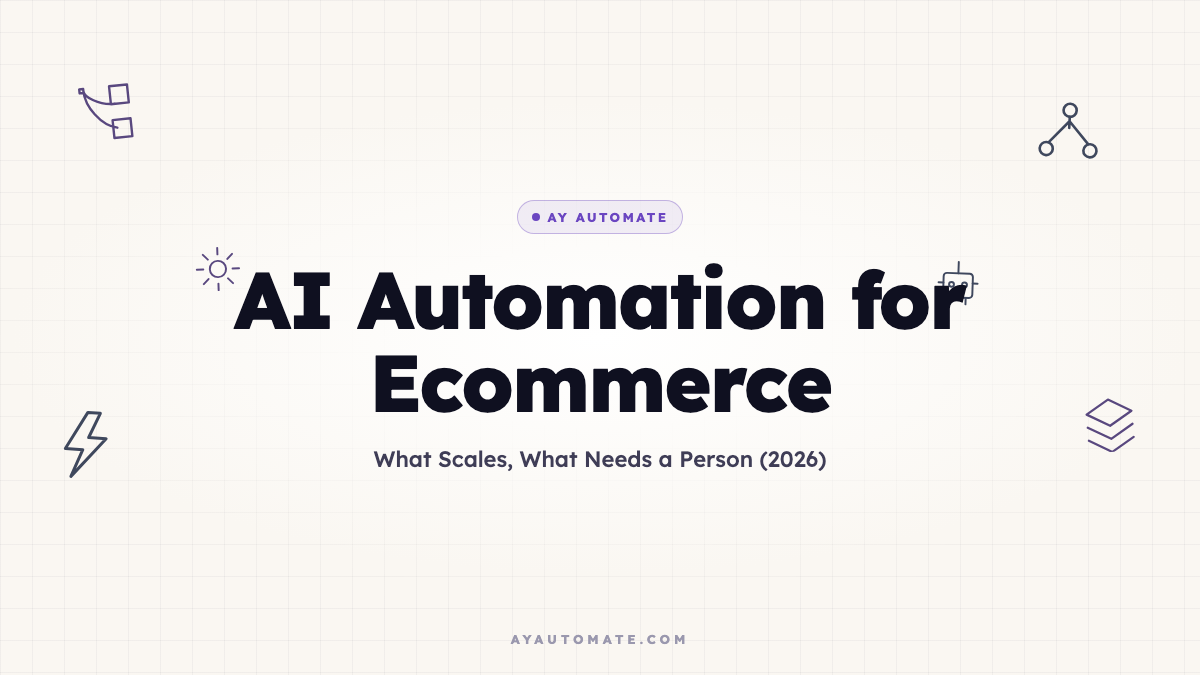 AY AUTOMATE
AI Automation for
Ecommerce
What Scales, What Needs a Person (2026)
AYAUTOMATE.COM